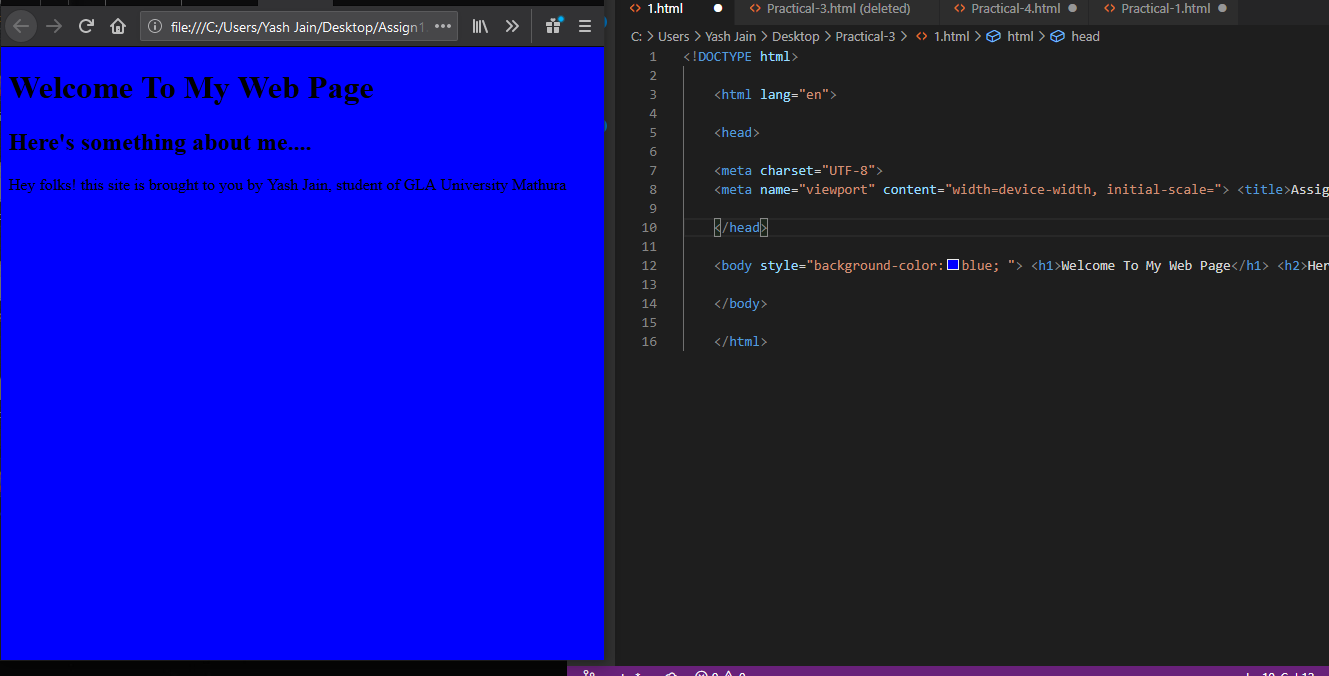 file:///C:/Users/Yash Jain/Desktop/Assign1.
Welcome To My Web Page
Here's something about me....
Hey folks! this site is brought to you by Yash Jain, student of GLA University Mathura
1.html
Practical-3.html (deleted)
Practical-4.html
Practical-1.html
C: > Users > Yash Jain > Desktop > Practical-3 > 1.html > html > head
1 <!DOCTYPE html>
2
3 <html lang="en">
4
5 <head>
6
7 <meta charset="UTF-8">
8 <meta name="viewport" content="width=device-width, initial-scale="> <title>Assig
9
10 </head>
11
12 <body style="background-color:blue; "> <h1>Welcome To My Web Page</h1> <h2>Her
13
14 </body>
15
16 </html>